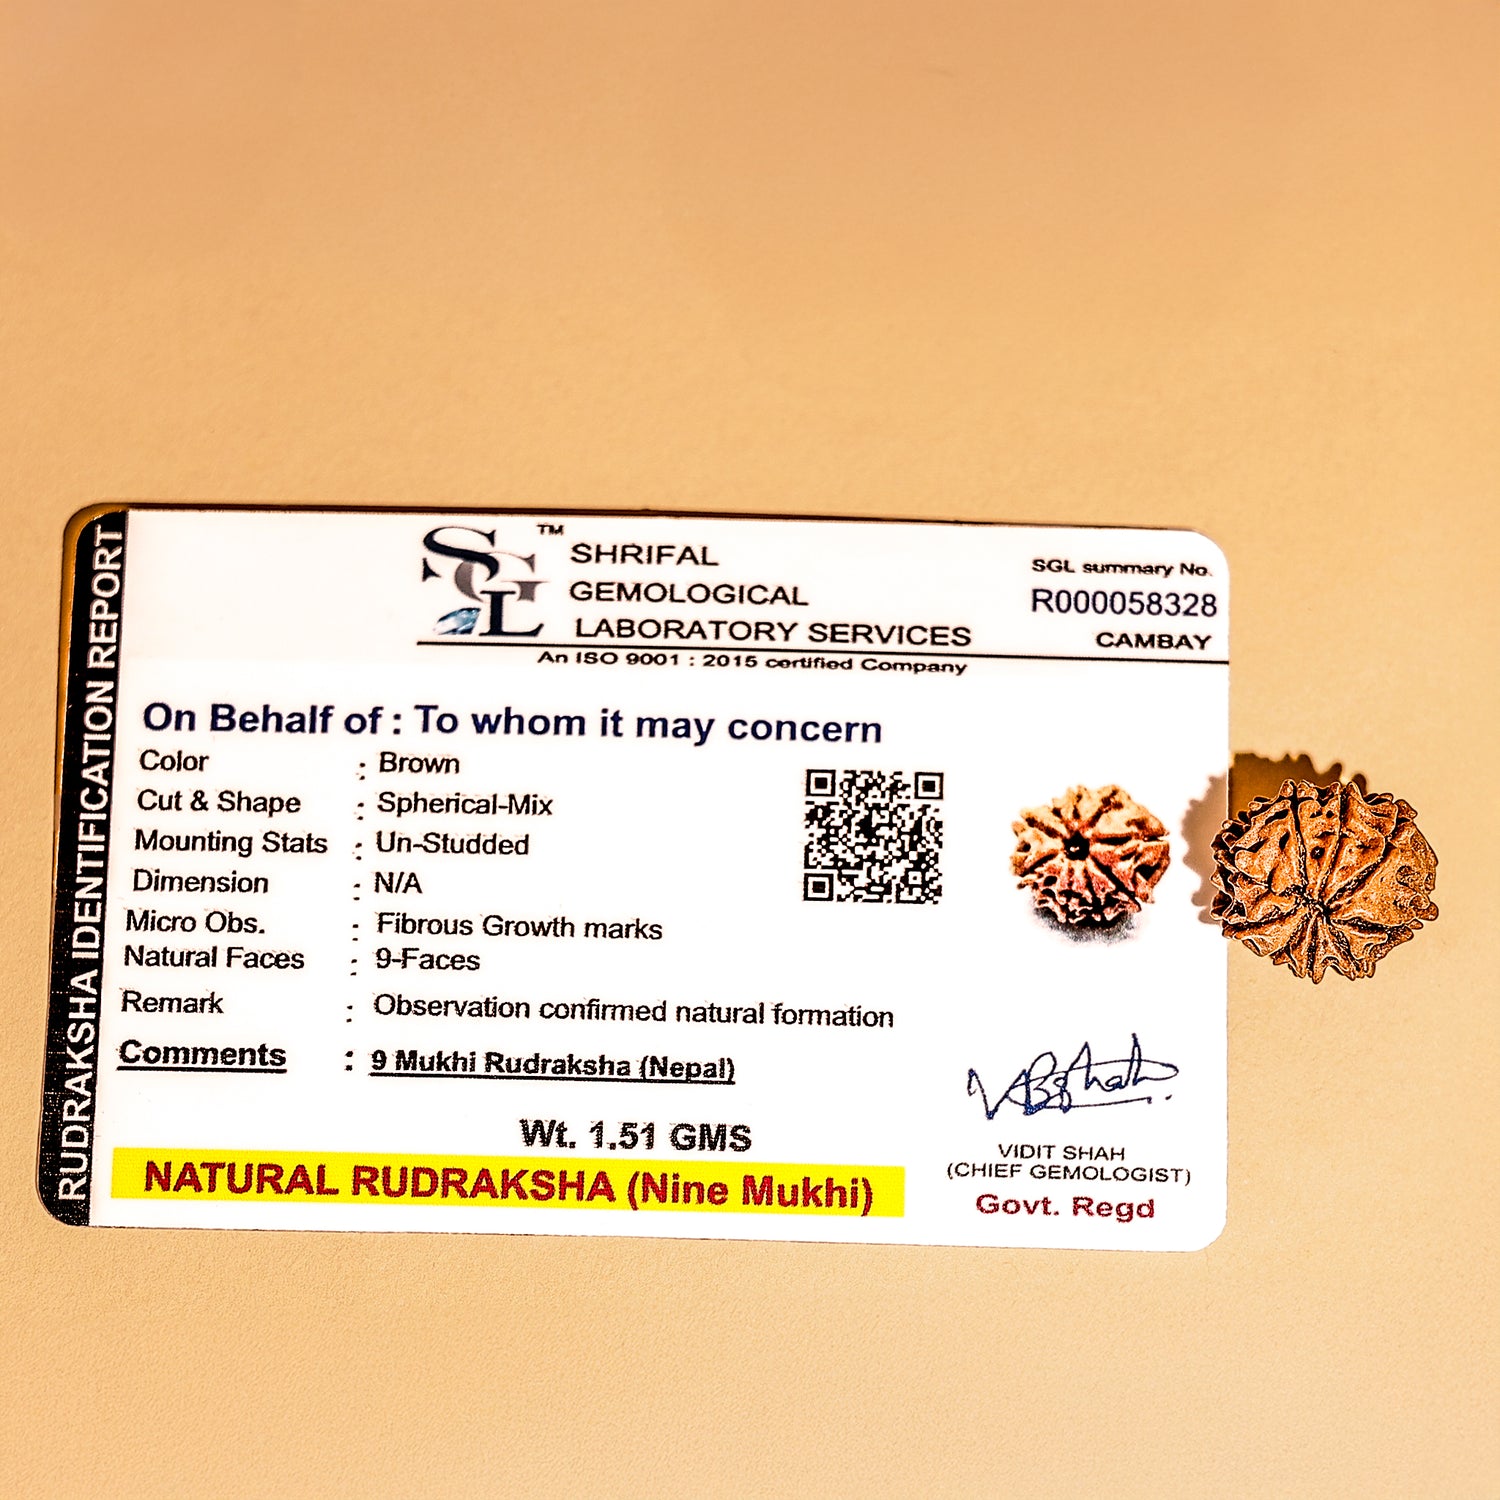 RUDRAKSHA IDENTIFICATION REPORT
SGL TM
SHRIFAL
GEMOLOGICAL
LABORATORY SERVICES
An ISO 9001 : 2015 certified Company
SGL summary No.
R000058328
CAMBAY
On Behalf of : To whom it may concern
Color : Brown
Cut & Shape : Spherical-Mix
Mounting Stats : Un-Studded
Dimension : N/A
Micro Obs. : Fibrous Growth marks
Natural Faces : 9-Faces
Remark : Observation confirmed natural formation
Comments : 9 Mukhi Rudraksha (Nepal)
Wt. 1.51 GMS
NATURAL RUDRAKSHA (Nine Mukhi)
VIDIT SHAH
(CHIEF GEMOLOGIST)
Govt. Regd